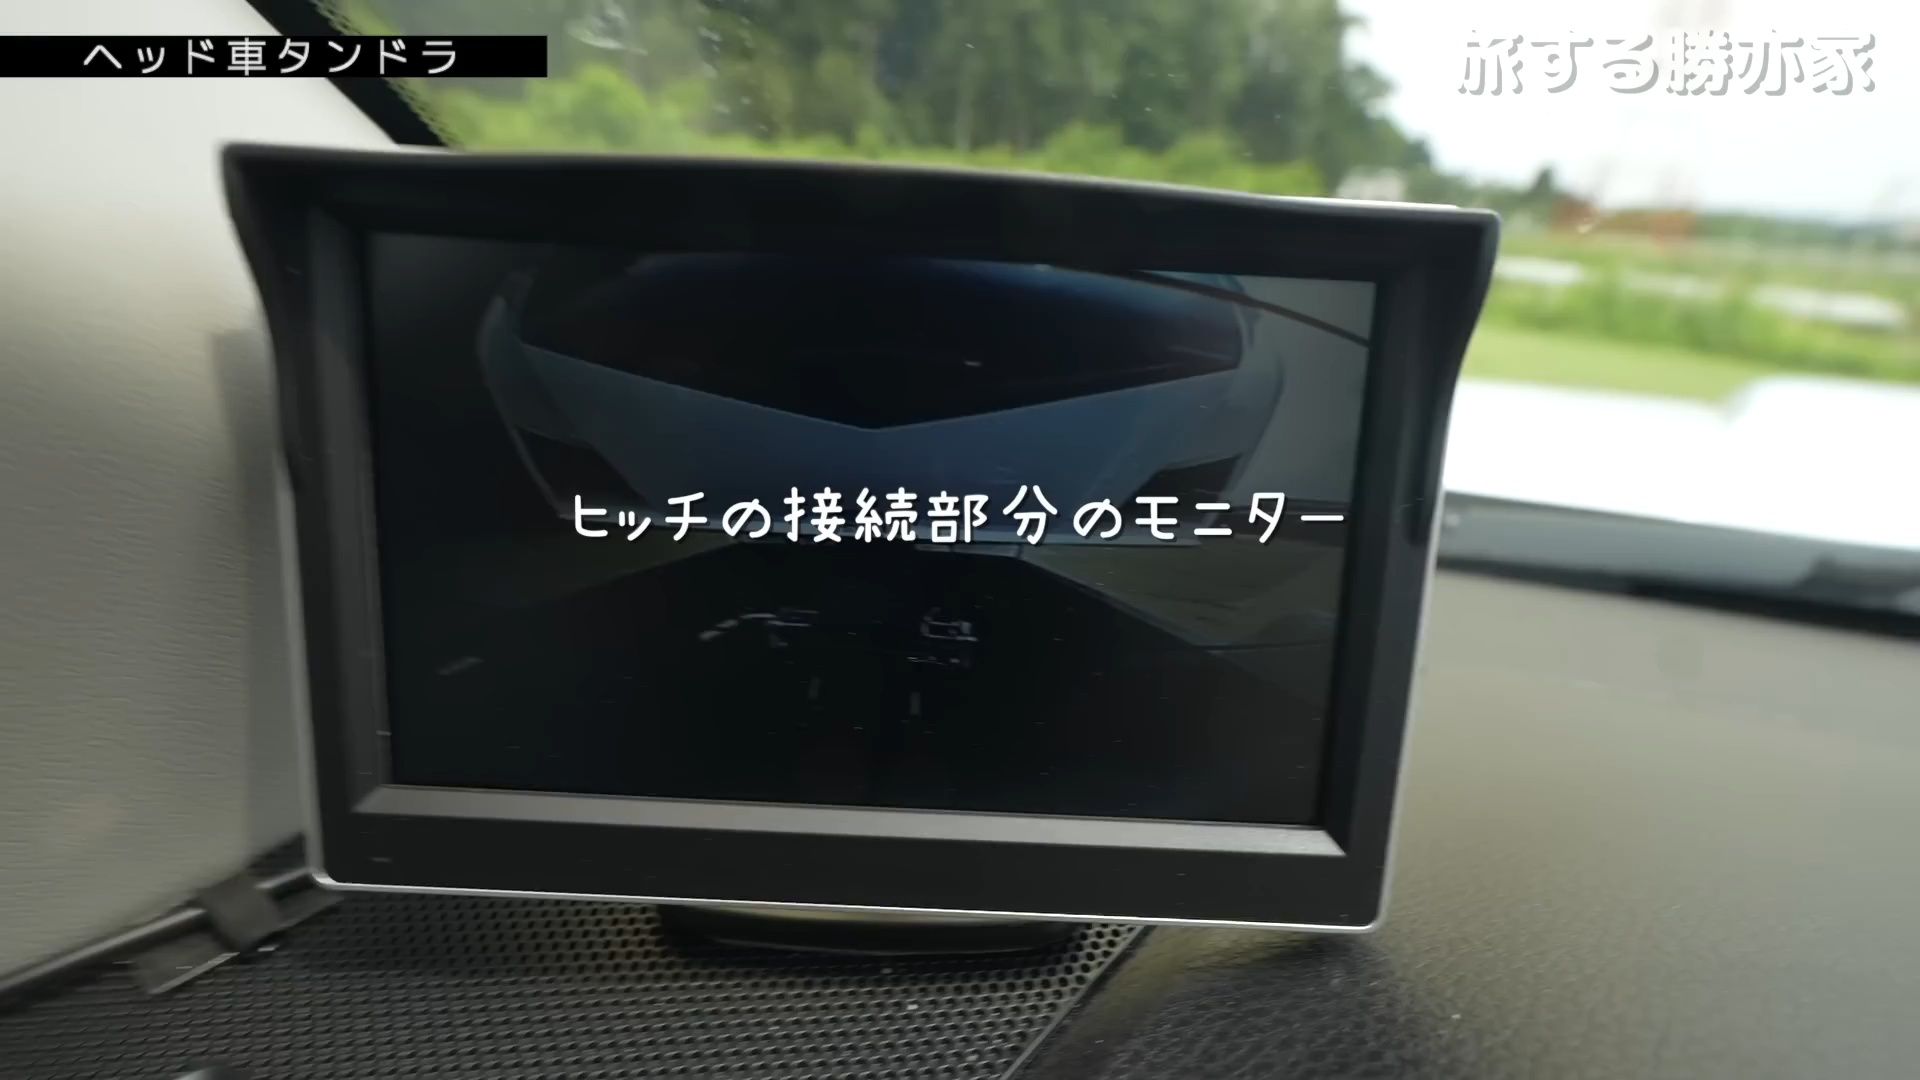 ヘッド車タンドラ
旅する勝亦家
ヒッチの接続部分のモニター